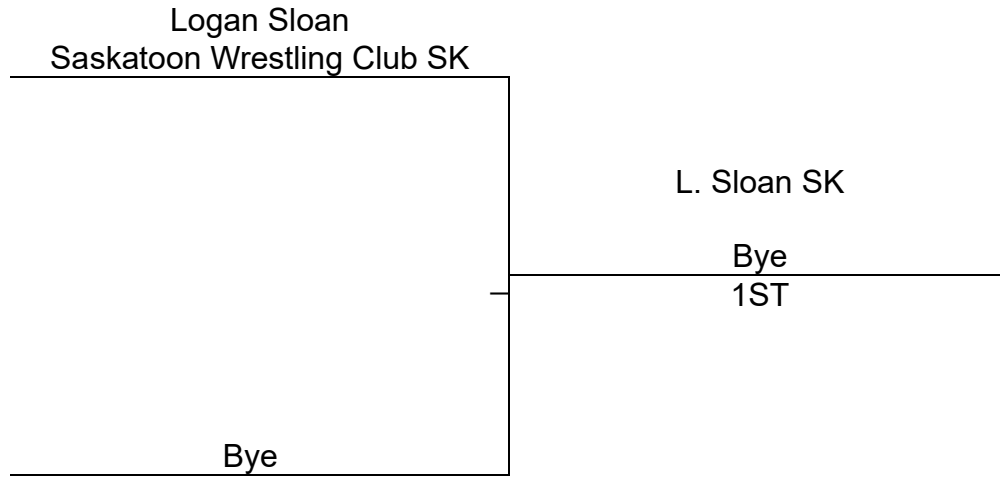 Logan Sloan
Saskatoon Wrestling Club SK
L. Sloan SK
Bye
1ST
Bye